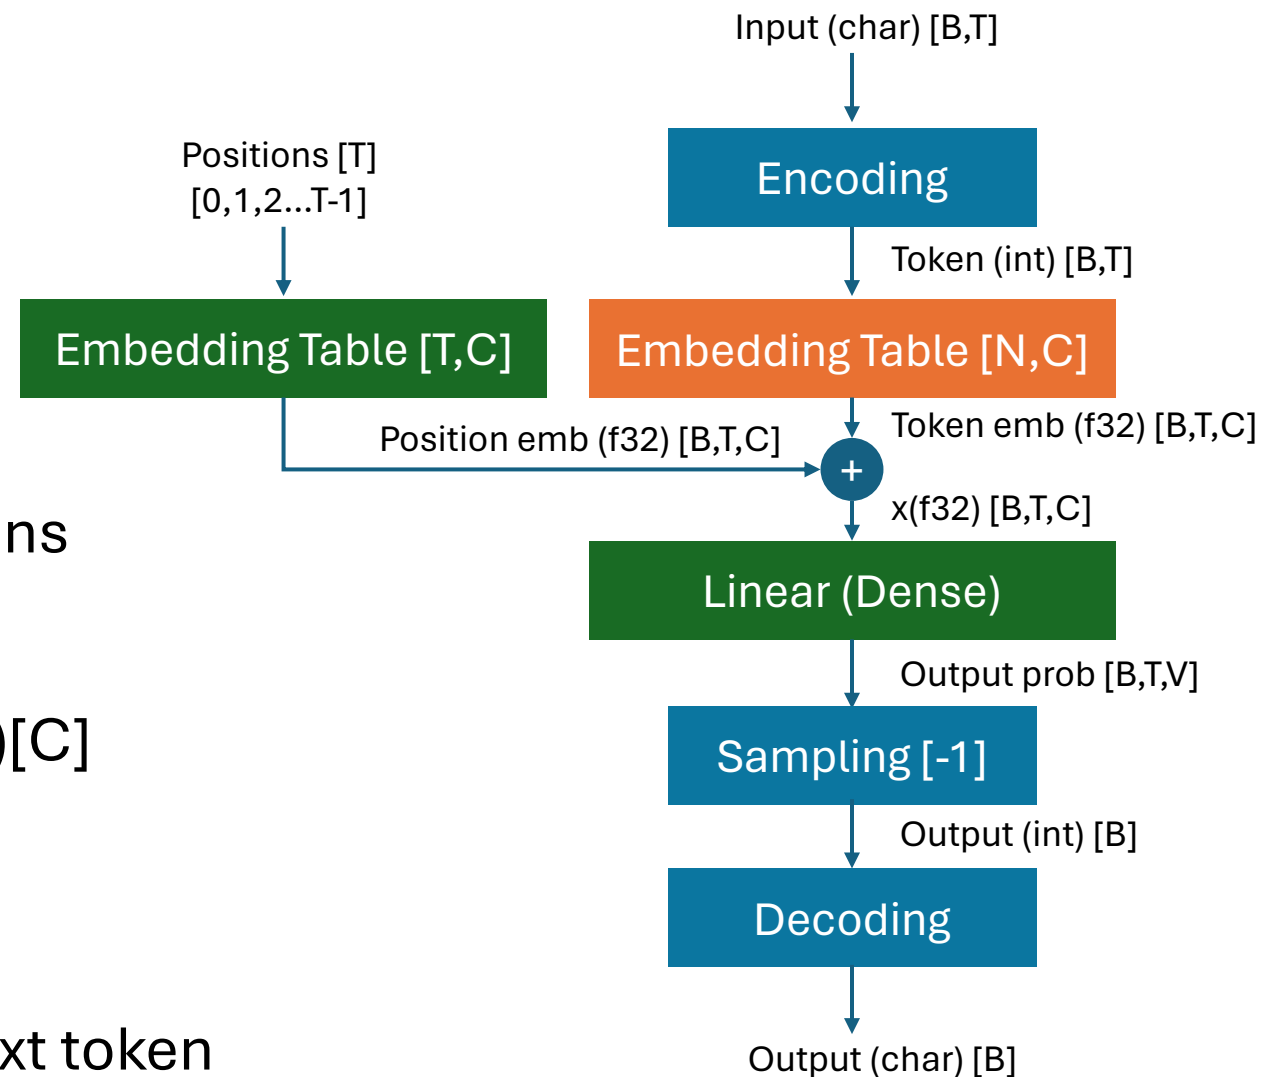 Input (char) [B,T]
Encoding
Positions [T]
[0,1,2...T-1]
Token (int) [B,T]
Embedding Table [T,C]
Embedding Table [N,C]
Position emb (f32) [B,T,C]
Token emb (f32) [B,T,C]
+
x(f32) [B,T,C]
ns
Linear (Dense)
Output prob [B,T,V]
)[C]
Sampling [-1]
Output (int) [B]
Decoding
xt token
Output (char) [B]